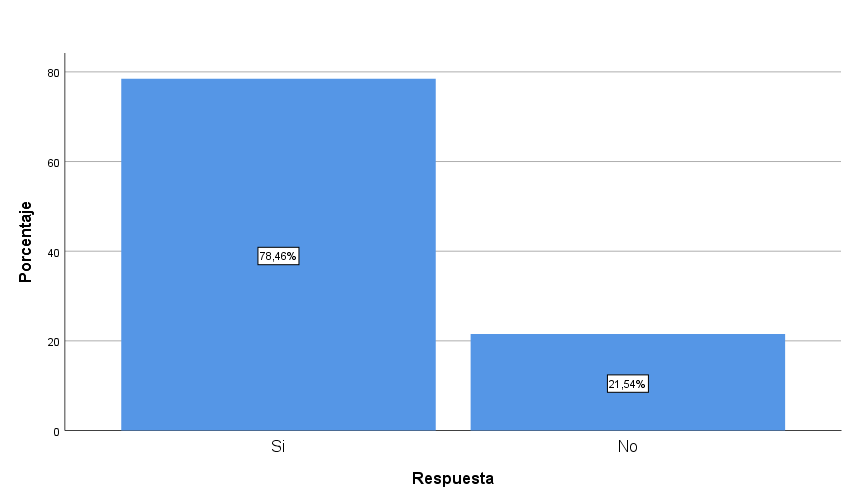 Porcentaje
80
60
40
20
0
78,46%
21,54%
Si
No
Respuesta